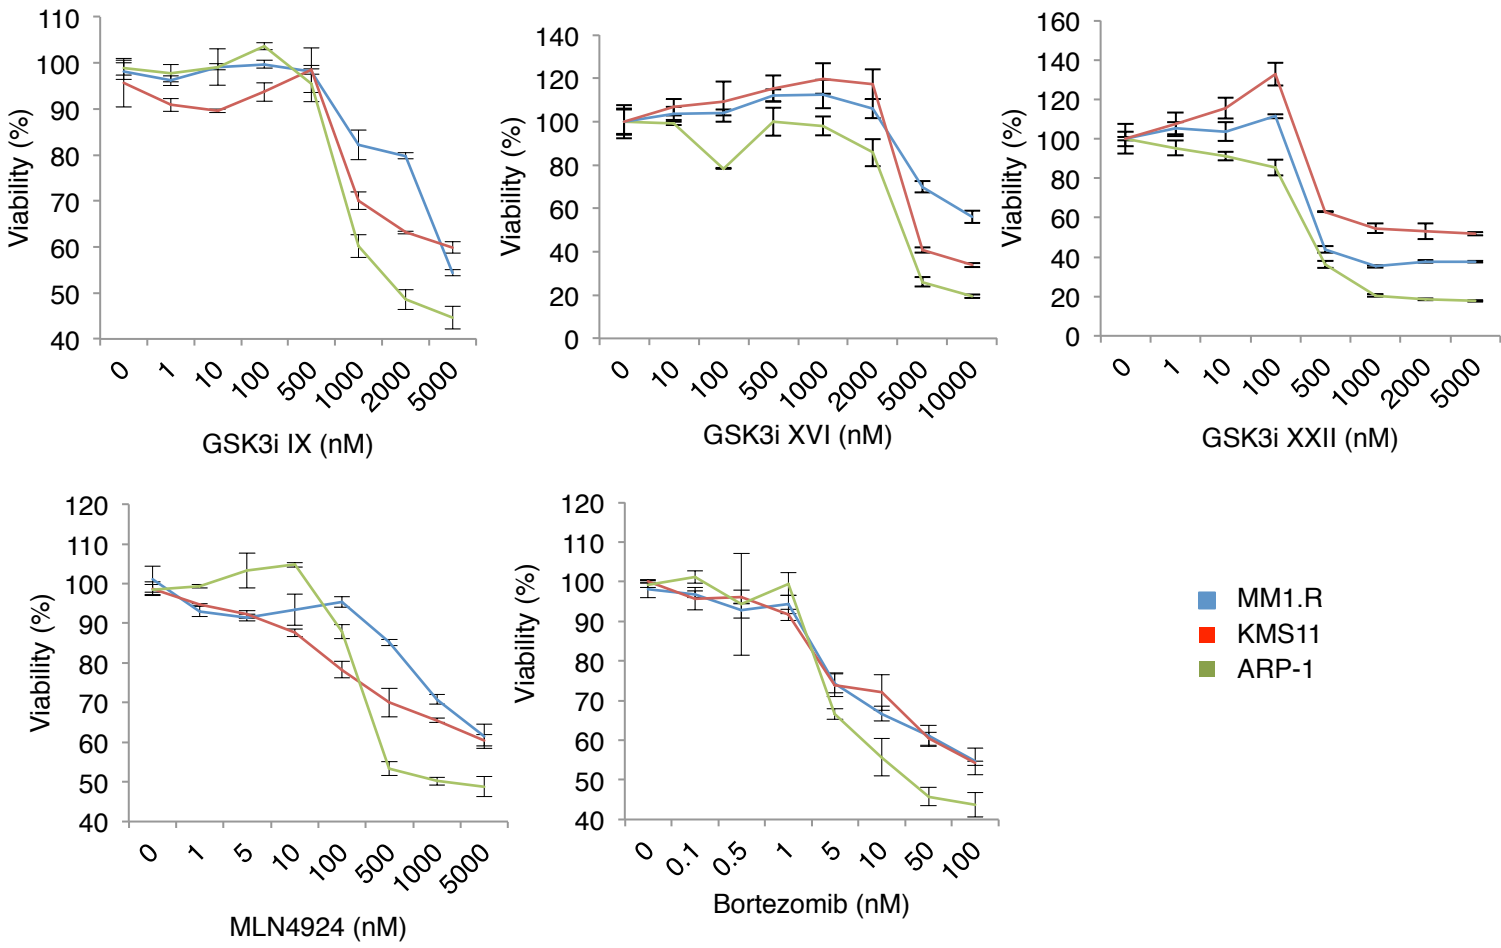 110
100
90
80
70
60
50
40
Viability (%)
0 1 10 100 500 1000 2000 5000
GSK3i IX (nM)
140
120
100
80
60
40
20
0
Viability (%)
0 10 100 500 1000 2000 5000 10000
GSK3i XVI (nM)
160
140
120
100
80
60
40
20
0
Viability (%)
0 1 10 100 500 1000 2000 5000
GSK3i XXII (nM)
120
110
100
90
80
70
60
50
40
Viability (%)
0 1 5 10 100 500 1000 5000
MLN4924 (nM)
120
110
100
90
80
70
60
50
40
Viability (%)
0 0.1 0.5 1 5 10 50 100
Bortezomib (nM)
MM1.R
KMS11
ARP-1